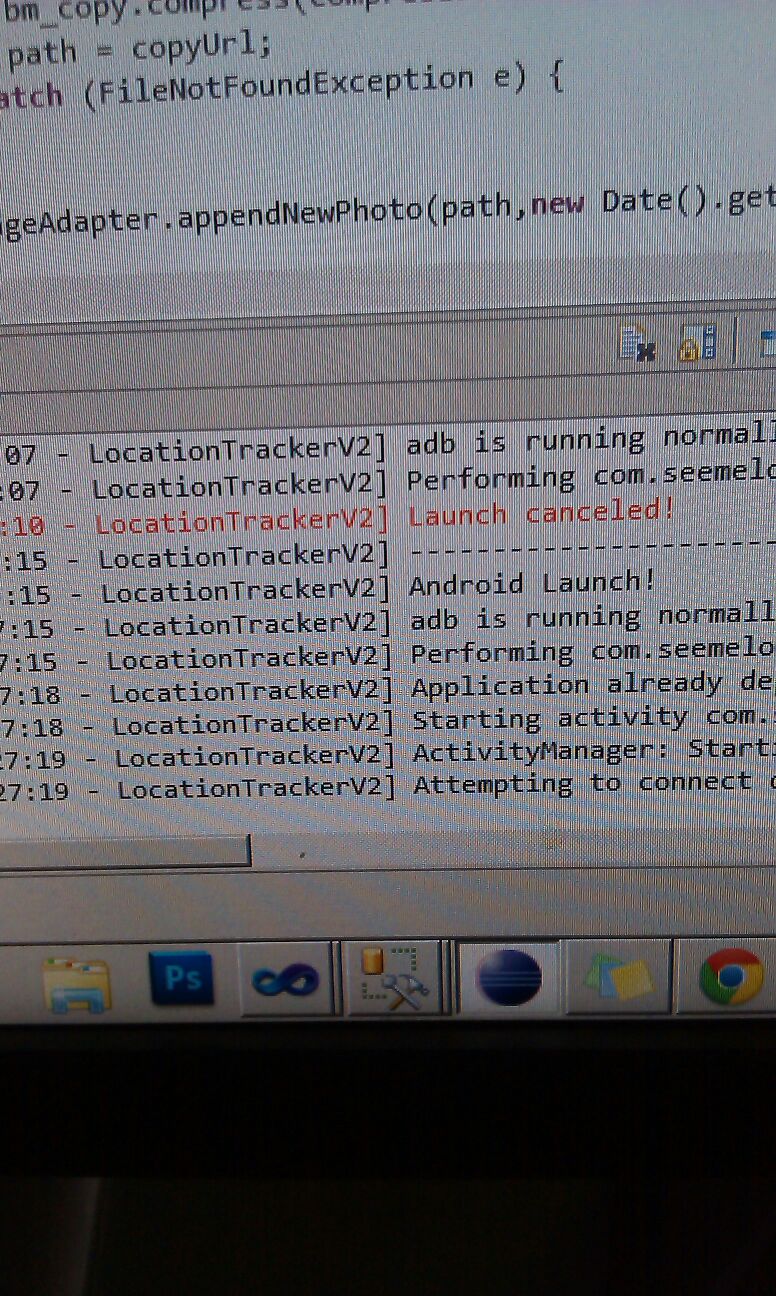 bm_copy.compress(
path = copyUrl;
atch (FileNotFoundException e) {
geAdapter.appendNewPhoto(path,new Date().get
07 - LocationTrackerV2] adb is running normall
:07 - LocationTrackerV2] Performing com.seemelo
:10 - LocationTrackerV2] Launch canceled!
:15 - LocationTrackerV2] ----------------------
:15 - LocationTrackerV2] Android Launch!
7:15 - LocationTrackerV2] adb is running normall
7:15 - LocationTrackerV2] Performing com.seemelo
7:18 - LocationTrackerV2] Application already de
7:18 - LocationTrackerV2] Starting activity com.
27:19 - LocationTrackerV2] ActivityManager: Start
27:19 - LocationTrackerV2] Attempting to connect
Ps